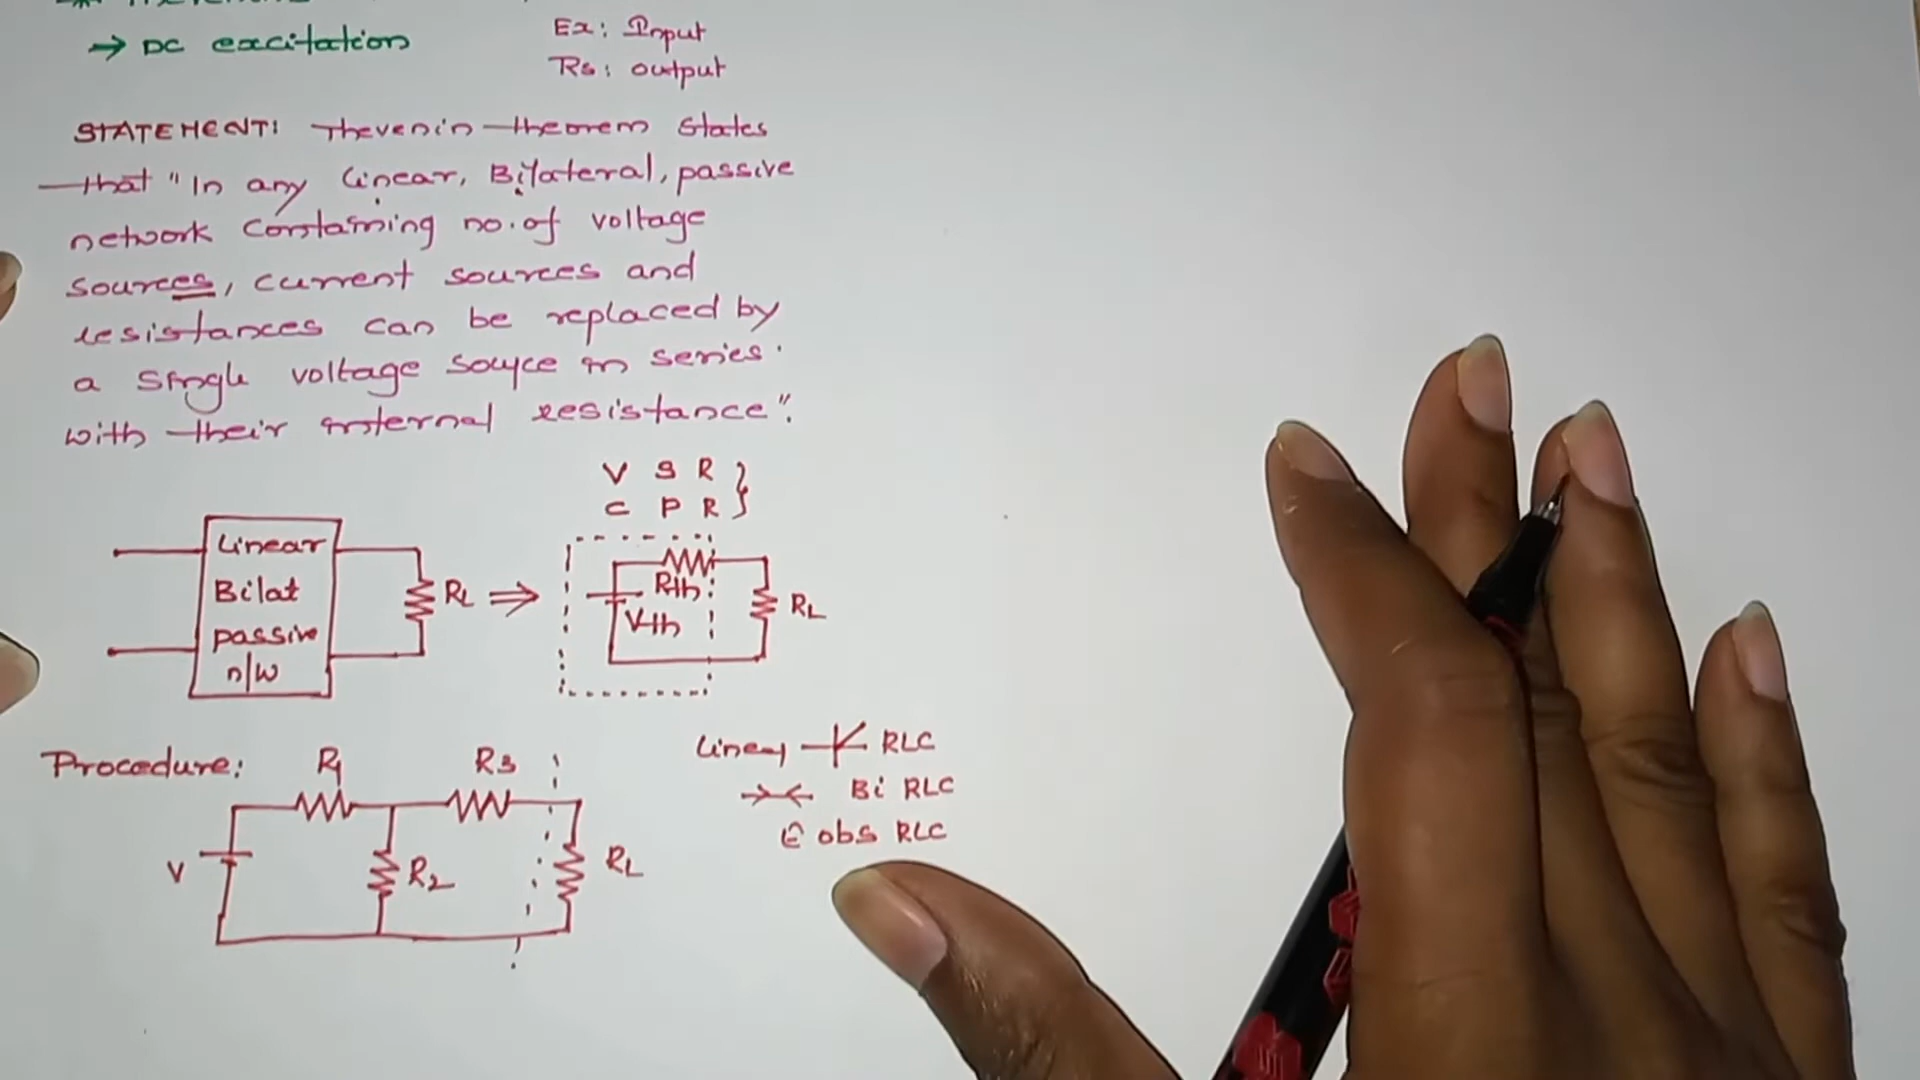 → DC excitation
Ex: Input
Rs: output
STATEMENT: Thevenin theorem states
that "In any linear, Bilateral, passive
network containing no. of voltage
sources, current sources and
resistances can be replaced by
a single voltage source in series
with their internal resistance".
V S R
C P R
Linear
Bilat
passive
n/w
RL ⇒
Rth
Vth
RL
Procedure:
R1
R3
V
R2
RL
Linear RLC
Bi RLC
obs RLC